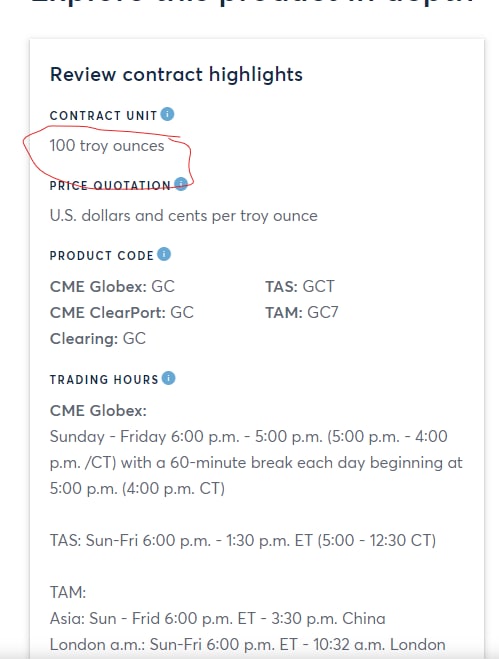 Review contract highlights
CONTRACT UNIT
100 troy ounces
PRICE QUOTATION
U.S. dollars and cents per troy ounce
PRODUCT CODE
CME Globex: GC TAS: GCT
CME ClearPort: GC TAM: GC7
Clearing: GC
TRADING HOURS
CME Globex:
Sunday - Friday 6:00 p.m. - 5:00 p.m. (5:00 p.m. - 4:00
p.m. /CT) with a 60-minute break each day beginning at
5:00 p.m. (4:00 p.m. CT)
TAS: Sun-Fri 6:00 p.m. - 1:30 p.m. ET (5:00 - 12:30 CT)
TAM:
Asia: Sun - Frid 6:00 p.m. ET - 3:30 p.m. China
London a.m.: Sun-Fri 6:00 p.m. ET - 10:32 a.m. London